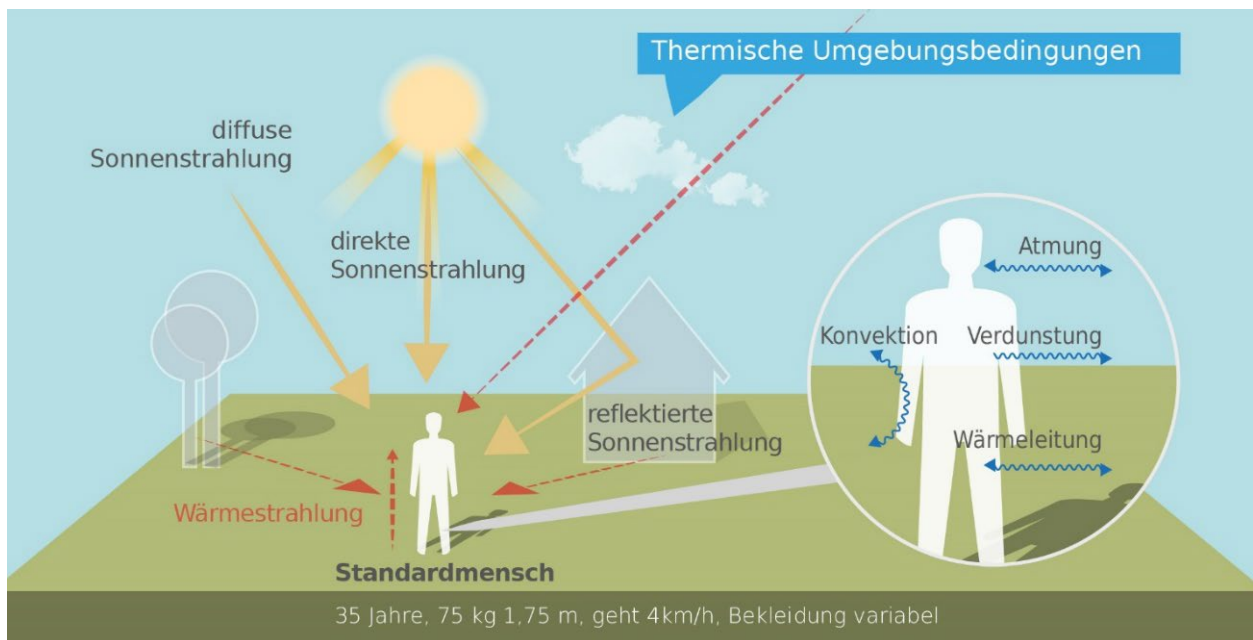 Thermische Umgebungsbedingungen
diffuse
Sonnenstrahlung
direkte
Sonnenstrahlung
Atmung
Konvektion
Verdunstung
reflektierte
Sonnenstrahlung
Wärmeleitung
Wärmestrahlung
Standardmensch
35 Jahre, 75 kg 1,75 m, geht 4km/h, Bekleidung variabel